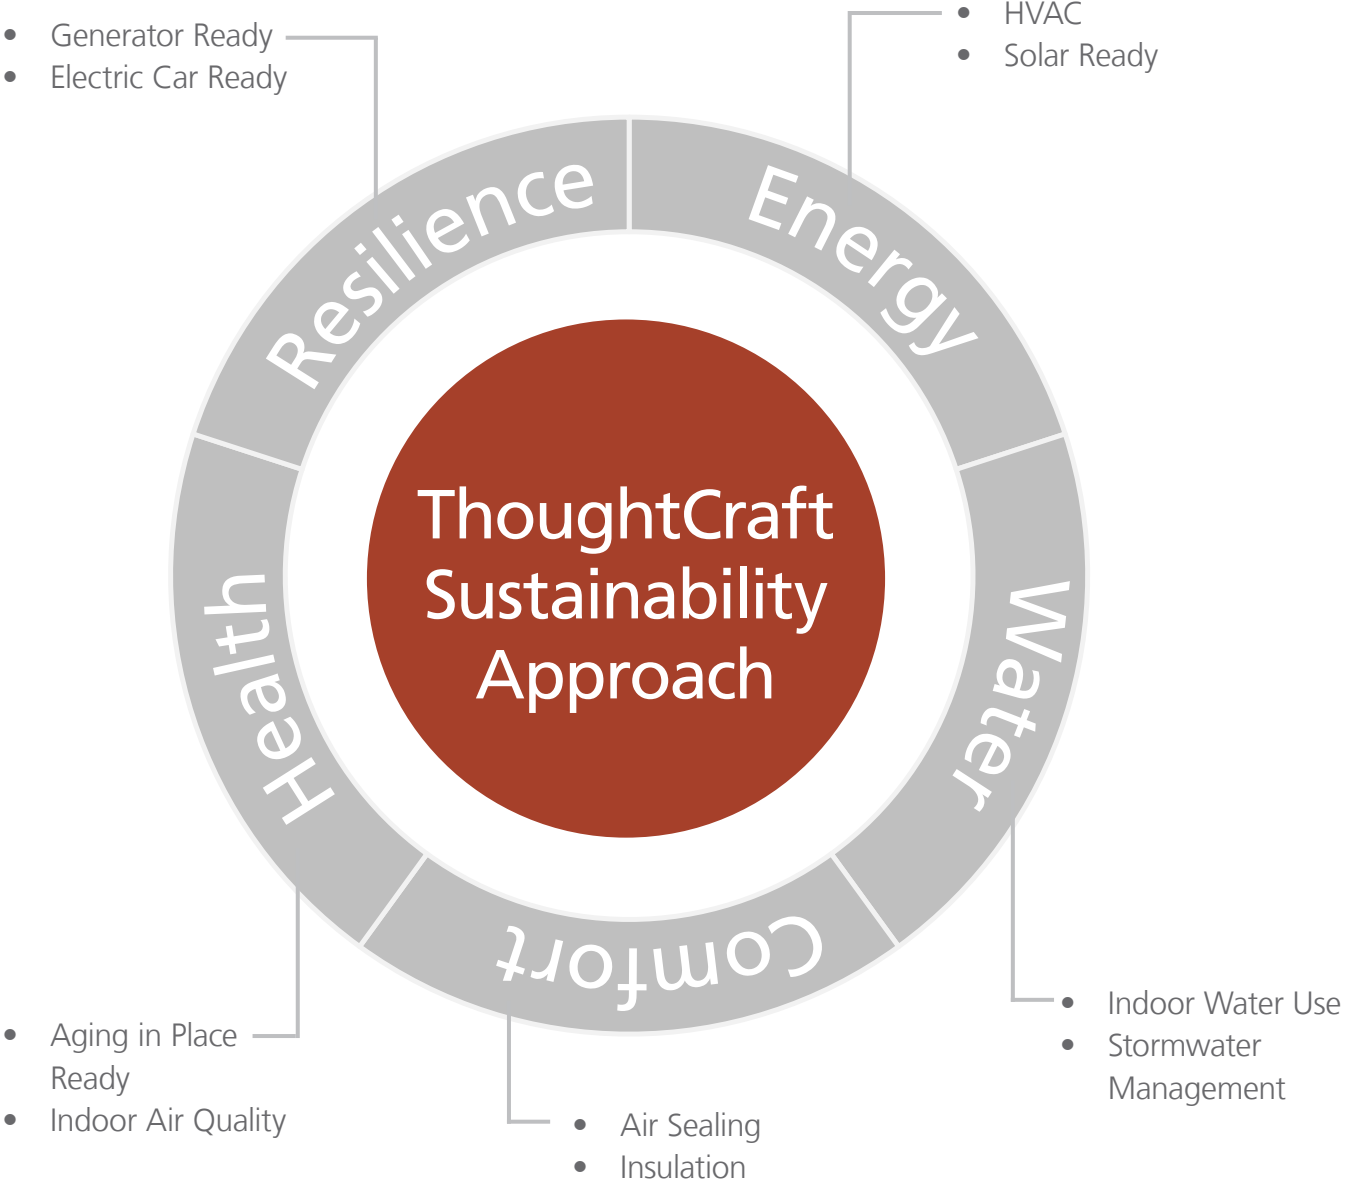 • Generator Ready
• Electric Car Ready
• HVAC
• Solar Ready
Resilience
Energy
ThoughtCraft
Sustainability
Approach
Health
Water
Comfort
• Indoor Water Use
• Stormwater
Management
• Aging in Place
Ready
• Indoor Air Quality
• Air Sealing
• Insulation